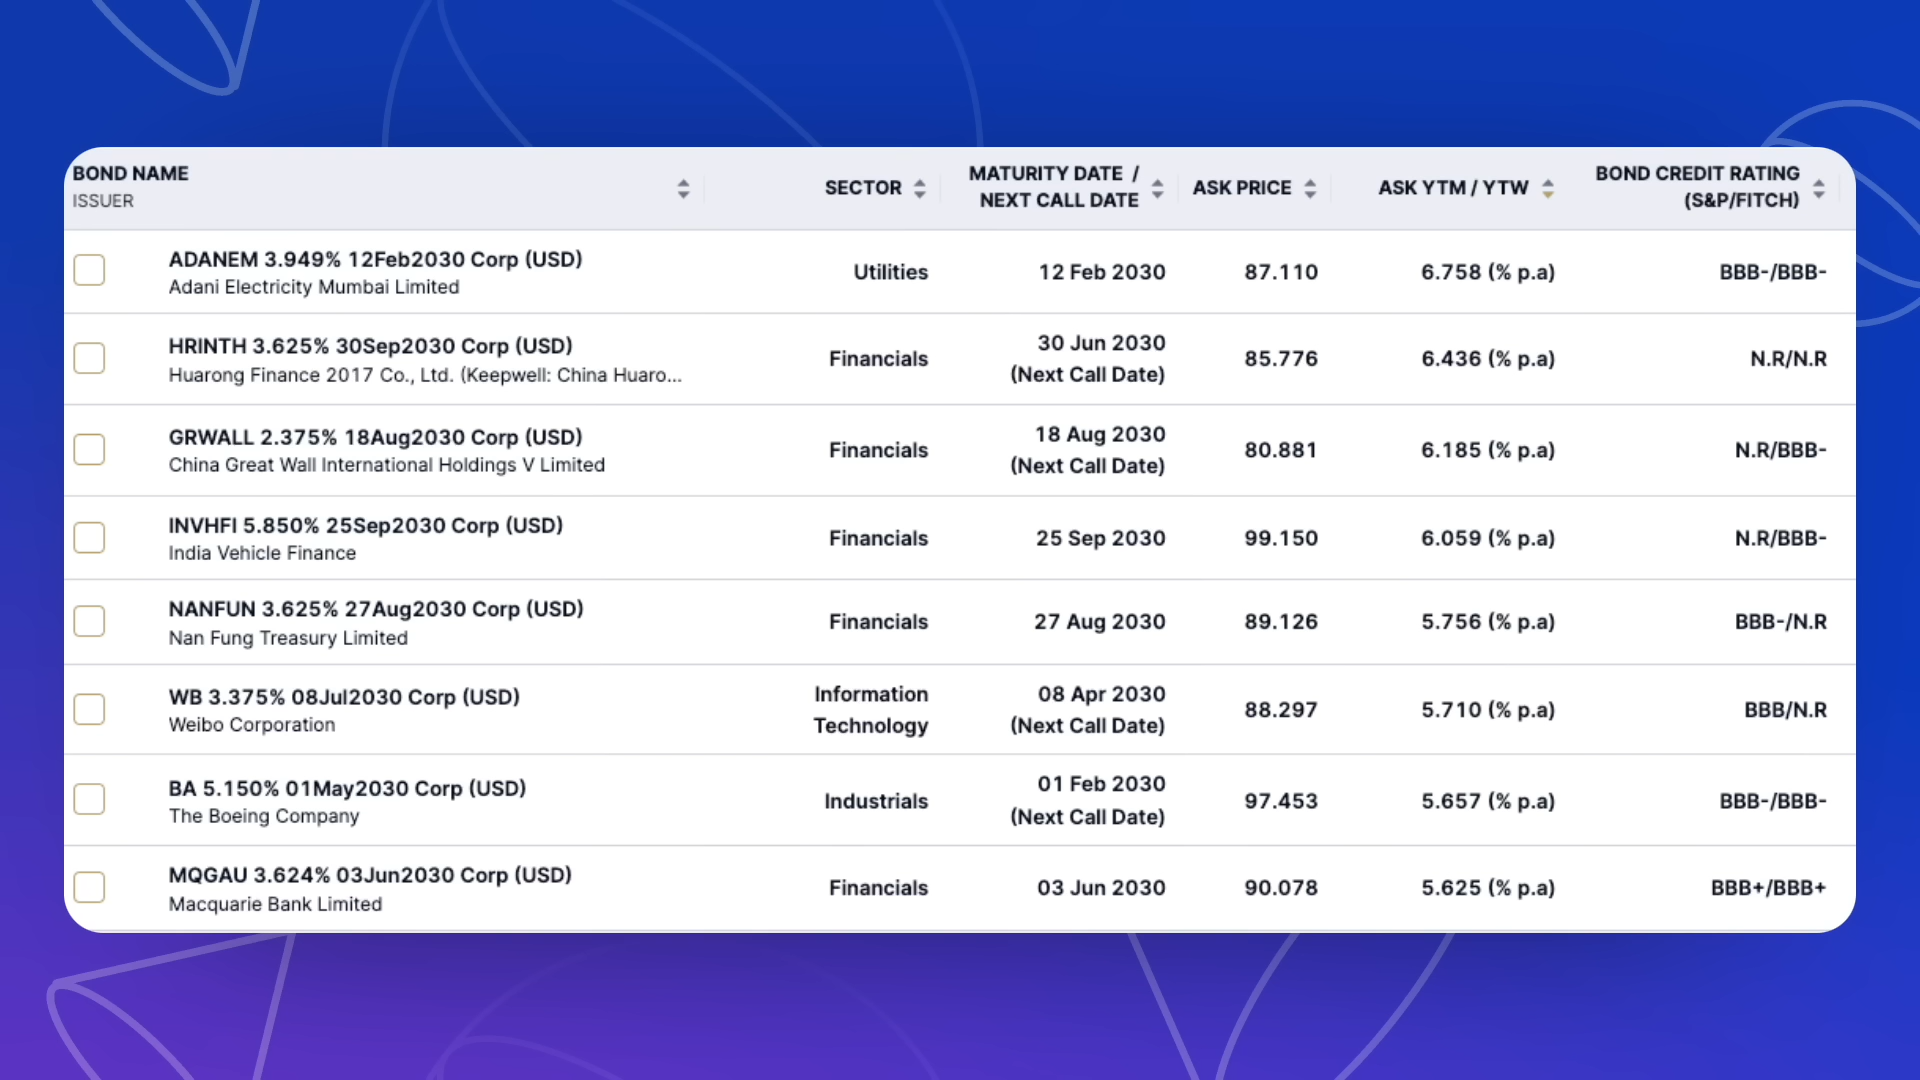 BOND NAME
ISSUER
SECTOR
MATURITY DATE /
NEXT CALL DATE
ASK PRICE
ASK YTM / YTW
BOND CREDIT RATING
(S&P/FITCH)
ADANEM 3.949% 12Feb2030 Corp (USD)
Adani Electricity Mumbai Limited
Utilities
12 Feb 2030
87.110
6.758 (% p.a)
BBB-/BBB-
HRINTH 3.625% 30Sep2030 Corp (USD)
Huarong Finance 2017 Co., Ltd. (Keepwell: China Huaro...
Financials
30 Jun 2030
(Next Call Date)
85.776
6.436 (% p.a)
N.R/N.R
GRWALL 2.375% 18Aug2030 Corp (USD)
China Great Wall International Holdings V Limited
Financials
18 Aug 2030
(Next Call Date)
80.881
6.185 (% p.a)
N.R/BBB-
INVHFI 5.850% 25Sep2030 Corp (USD)
India Vehicle Finance
Financials
25 Sep 2030
99.150
6.059 (% p.a)
N.R/BBB-
NANFUN 3.625% 27Aug2030 Corp (USD)
Nan Fung Treasury Limited
Financials
27 Aug 2030
89.126
5.756 (% p.a)
BBB-/N.R
WB 3.375% 08Jul2030 Corp (USD)
Weibo Corporation
Information
Technology
08 Apr 2030
(Next Call Date)
88.297
5.710 (% p.a)
BBB/N.R
BA 5.150% 01May2030 Corp (USD)
The Boeing Company
Industrials
01 Feb 2030
(Next Call Date)
97.453
5.657 (% p.a)
BBB-/BBB-
MQGAU 3.624% 03Jun2030 Corp (USD)
Macquarie Bank Limited
Financials
03 Jun 2030
90.078
5.625 (% p.a)
BBB+/BBB+